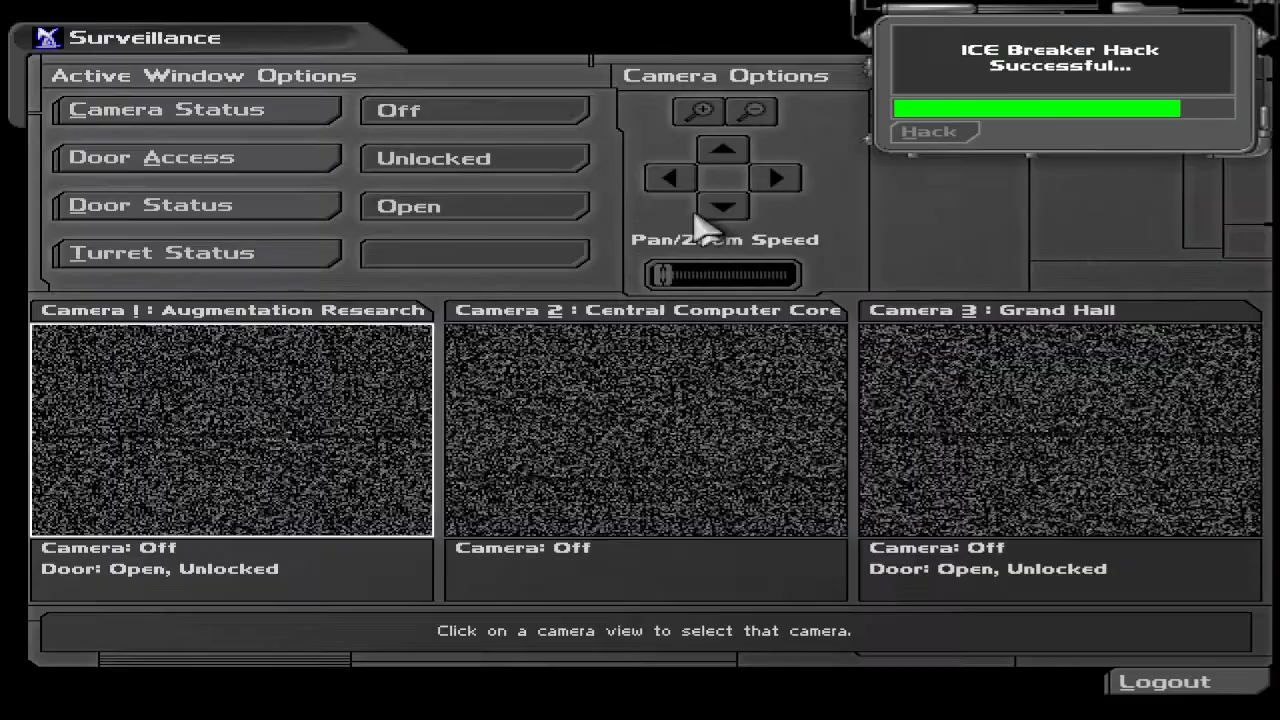 Surveillance
ICE Breaker Hack
Successful...
Hack
Active Window Options
Camera Options
Camera Status
Off
Door Access
Unlocked
Door Status
Open
Turret Status
Pan/Zoom Speed
Camera 1 : Augmentation Research
Camera 2 : Central Computer Core
Camera 3 : Grand Hall
Camera: Off
Door: Open, Unlocked
Camera: Off
Camera: Off
Door: Open, Unlocked
Click on a camera view to select that camera.
Logout